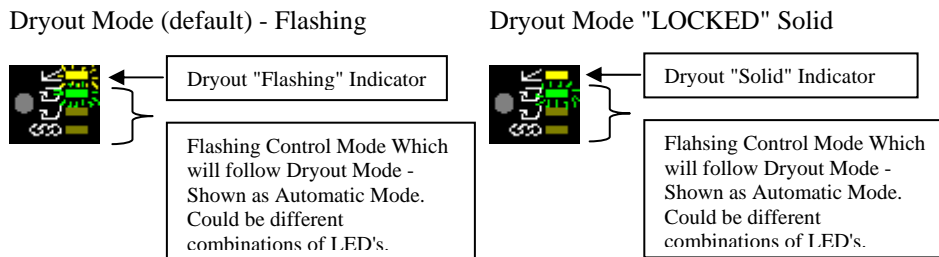 Dryout Mode (default) - Flashing
Dryout "Flashing" Indicator
Flashing Control Mode Which
will follow Dryout Mode -
Shown as Automatic Mode.
Could be different
combinations of LED's.
Dryout Mode "LOCKED" Solid
Dryout "Solid" Indicator
Flahsing Control Mode Which
will follow Dryout Mode -
Shown as Automatic Mode.
Could be different
combinations of LED's.